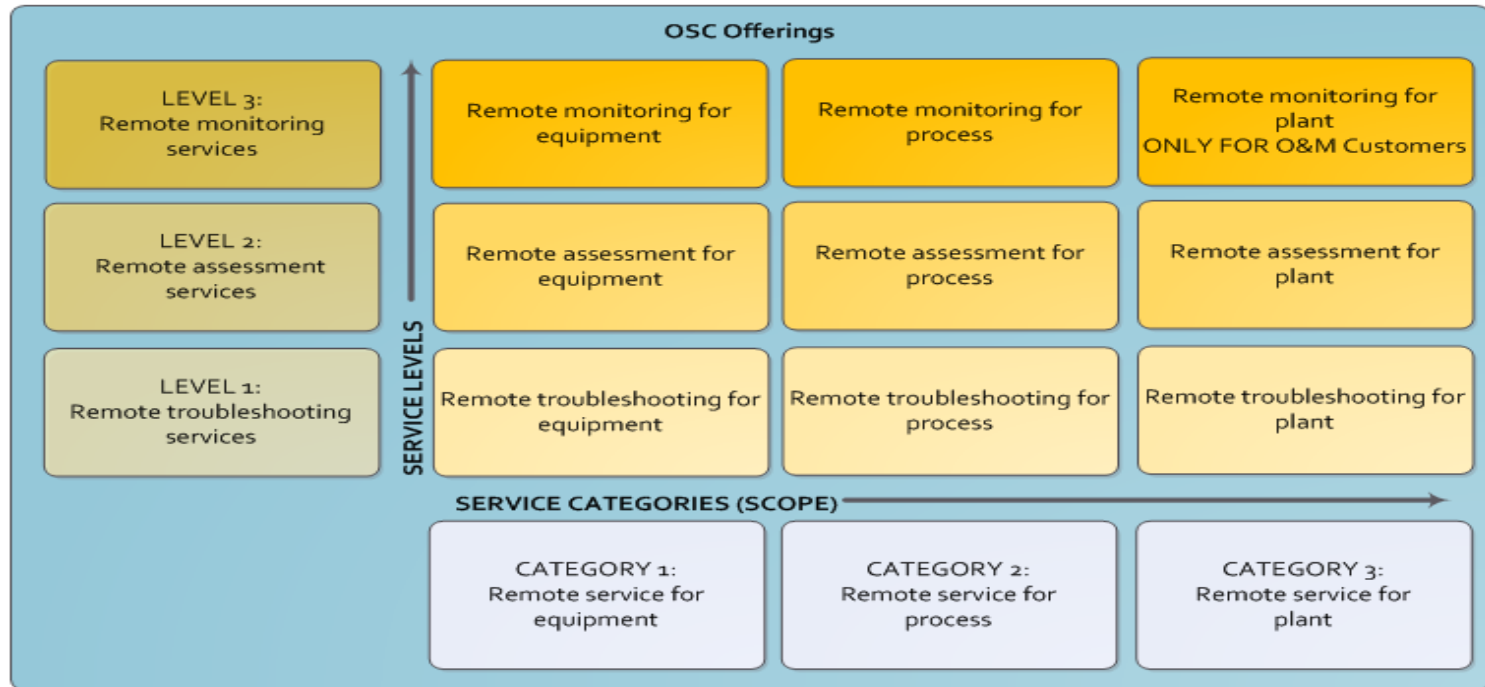 OSC Offerings
LEVEL 3:
Remote monitoring
services
Remote monitoring for
equipment
Remote monitoring for
process
Remote monitoring for
plant
ONLY FOR O&M Customers
LEVEL 2:
Remote assessment
services
Remote assessment for
equipment
Remote assessment for
process
Remote assessment for
plant
LEVEL 1:
Remote troubleshooting
services
Remote troubleshooting for
equipment
Remote troubleshooting for
process
Remote troubleshooting for
plant
SERVICE LEVELS
SERVICE CATEGORIES (SCOPE)
CATEGORY 1:
Remote service for
equipment
CATEGORY 2:
Remote service for
process
CATEGORY 3:
Remote service for
plant